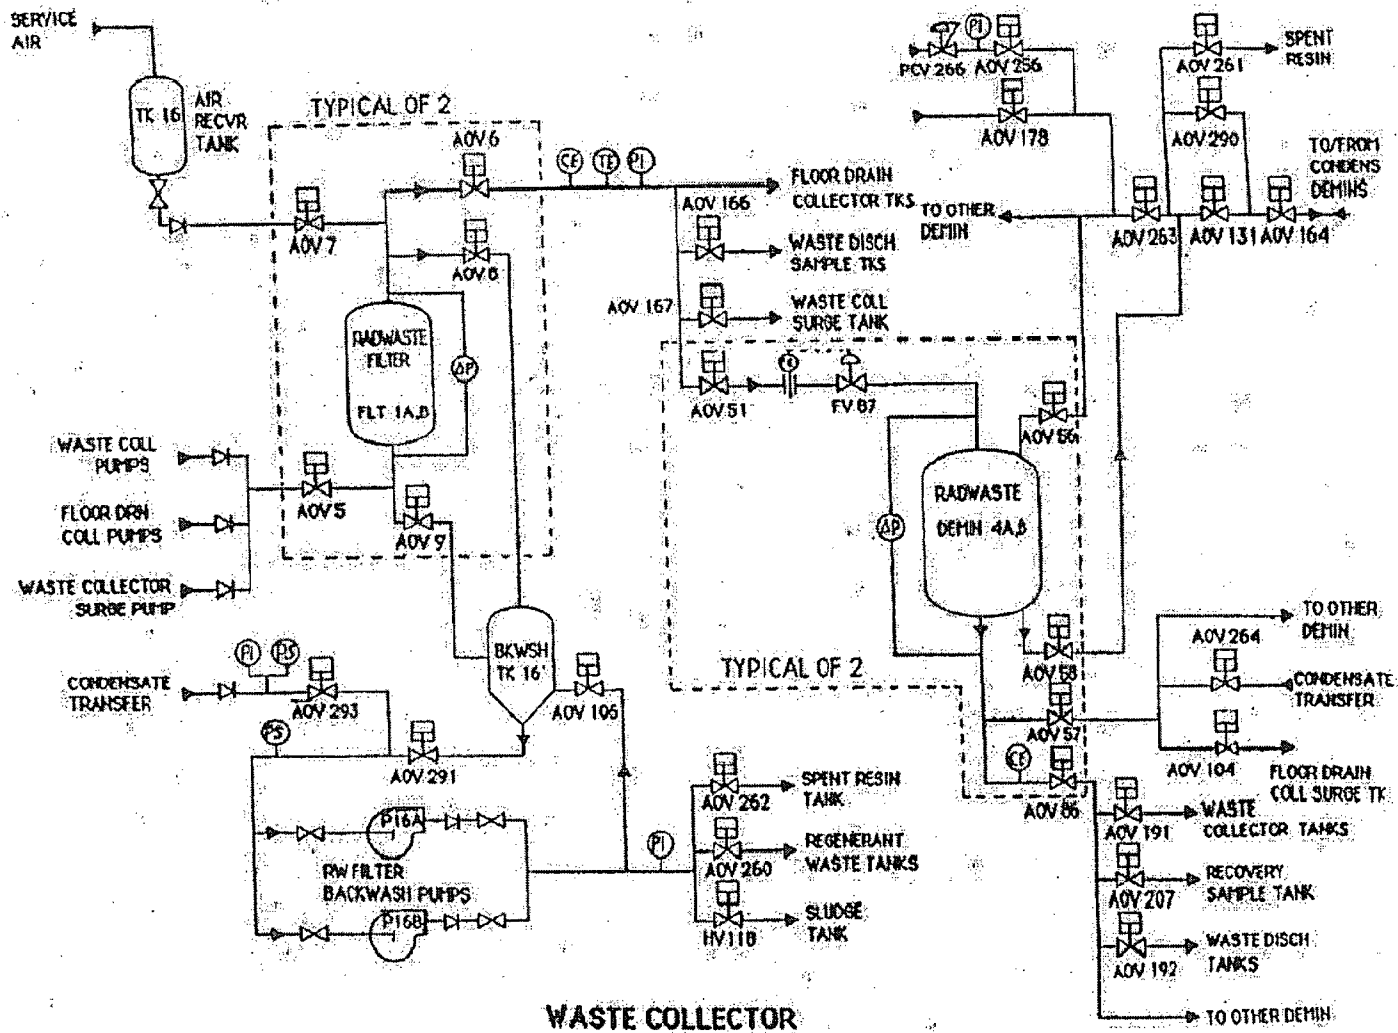 SERVICE
AIR
TK 16
AIR
RECVR
TANK
TYPICAL OF 2
AOV 6
AOV 7
AOV 8
CE
TE
PI
AOV 166
FLOOR DRAIN
COLLECTOR TKS
WASTE DISCH
SAMPLE TKS
AOV 167
WASTE COLL
SURGE TANK
RADWASTE
FILTER
FLT 1A,B
ΔP
WASTE COLL
PUMPS
FLOOR DRN
COLL PUMPS
WASTE COLLECTOR
SURGE PUMP
AOV 5
AOV 9
PCV 266
PI
AOV 256
AOV 178
AOV 261
SPENT
RESIN
AOV 290
TO/FROM
CONDENS
DEMINS
TO OTHER
DEMIN
AOV 263
AOV 131
AOV 164
AOV 51
FV 87
AOV 56
RADWASTE
DEMIN 4A,B
ΔP
TYPICAL OF 2
AOV 58
AOV 57
CE
AOV 86
TO OTHER
DEMIN
AOV 264
CONDENSATE
TRANSFER
AOV 104
FLOOR DRAIN
COLL SURGE TK
AOV 191
WASTE
COLLECTOR TANKS
AOV 207
RECOVERY
SAMPLE TANK
AOV 192
WASTE DISCH
TANKS
TO OTHER DEMIN
BKWSH
TK 16'
AOV 105
PI
PS
CONDENSATE
TRANSFER
AOV 293
PS
AOV 291
P16A
RW FILTER
BACKWASH PUMPS
P16B
PI
AOV 262
SPENT RESIN
TANK
AOV 260
REGENERANT
WASTE TANKS
HV118
SLUDGE
TANK
WASTE COLLECTOR